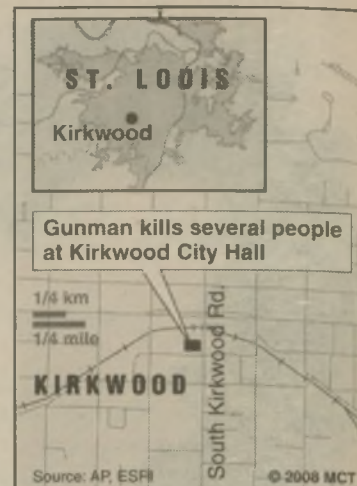 ST. LOUIS
Kirkwood
Gunman kills several people
at Kirkwood City Hall
1/4 km
1/4 mile
KIRKWOOD
South Kirkwood Rd.
Source: AP, ESRI
© 2008 MCT